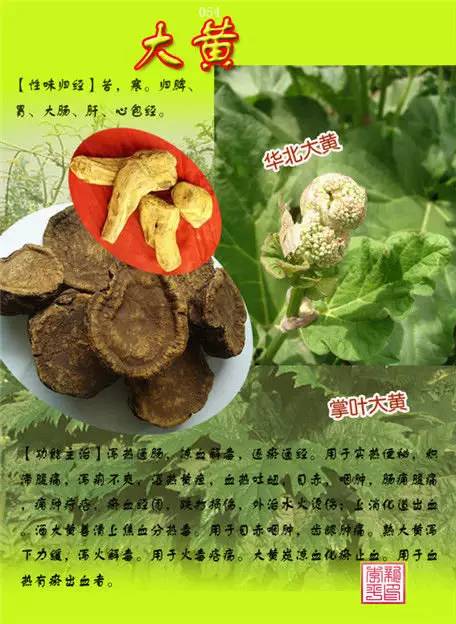 054
大黄
【性味归经】苦，寒。归脾、
胃、大肠、肝、心包经。
华北大黄
掌叶大黄
【功能主治】泻热通肠，凉血解毒，逐瘀通经。用于实热便秘，积
滞腹痛，泻痢不爽，湿热黄疸，血热吐衄，目赤，咽肿，肠痈腹痛
，痈肿疔疮，瘀血经闭，跌打损伤，外治水火烫伤；上消化道出血
。酒大黄善清上焦血分热毒。用于目赤咽肿，齿龈肿痛。熟大黄泻
下力缓，泻火解毒。用于火毒疮疡。大黄炭凉血化瘀止血。用于血
热有瘀出血者。